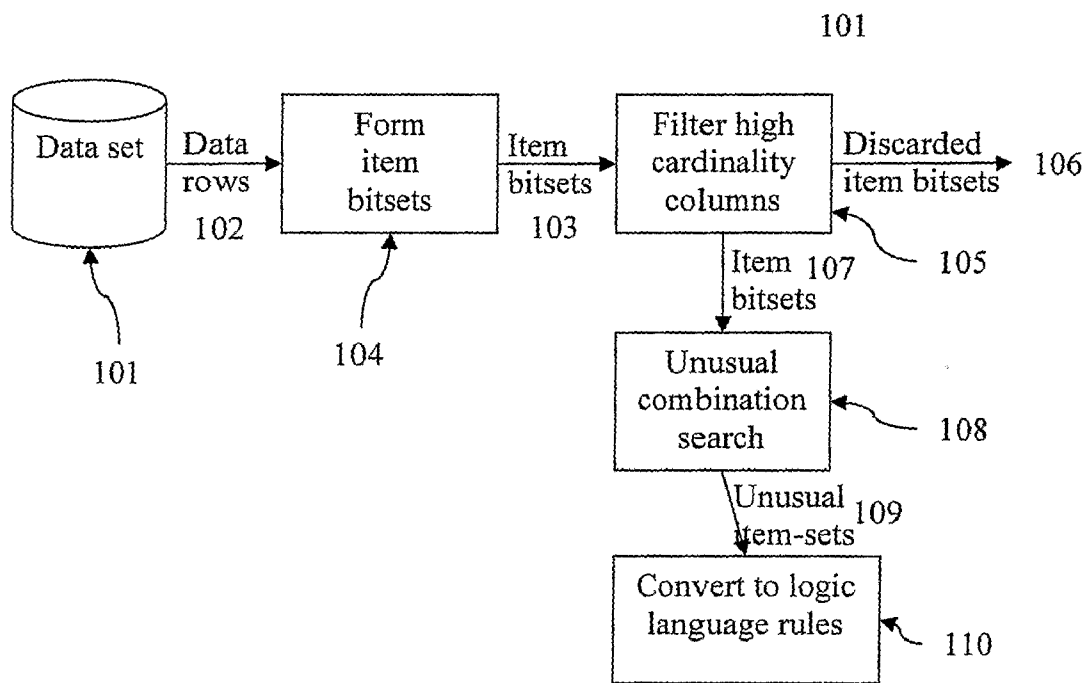 101
Data set
Data
rows
102
Form
item
bitsets
Item
bitsets
103
Filter high
cardinality
columns
Discarded
item bitsets
106
105
101
104
Item
bitsets
107
Unusual
combination
search
108
Unusual
item-sets
109
Convert to logic
language rules
110